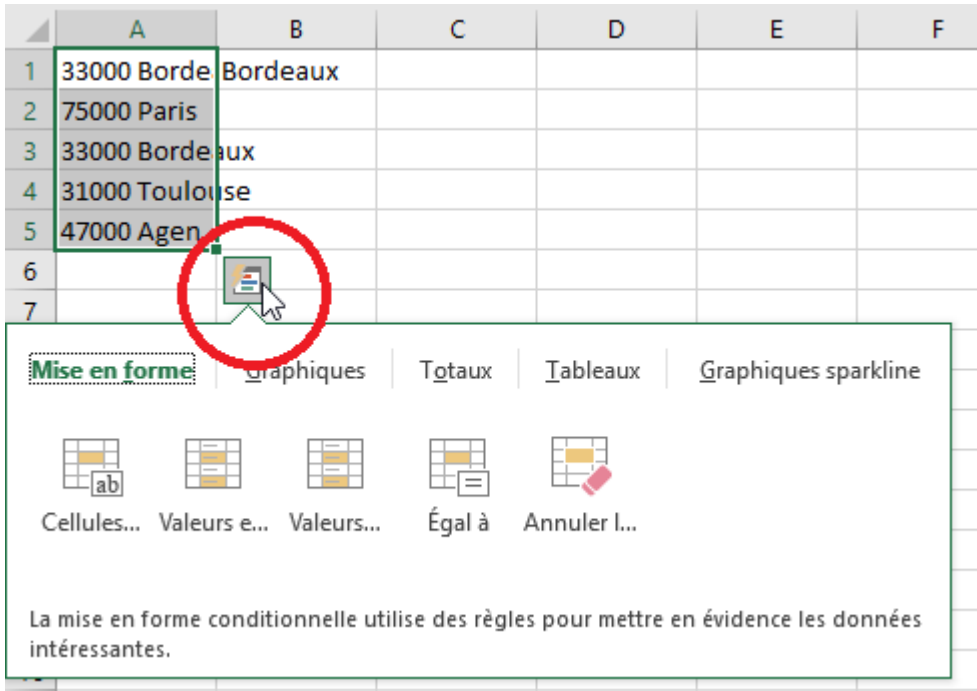 A B C D E F
1 33000 Borde Bordeaux
2 75000 Paris
3 33000 Bordeaux
4 31000 Toulouse
5 47000 Agen
6
7
Mise en forme Graphiques Totaux Tableaux Graphiques sparkline
ab
Cellules... Valeurs e... Valeurs... Égal à Annuler l...
La mise en forme conditionnelle utilise des règles pour mettre en évidence les données
intéressantes.